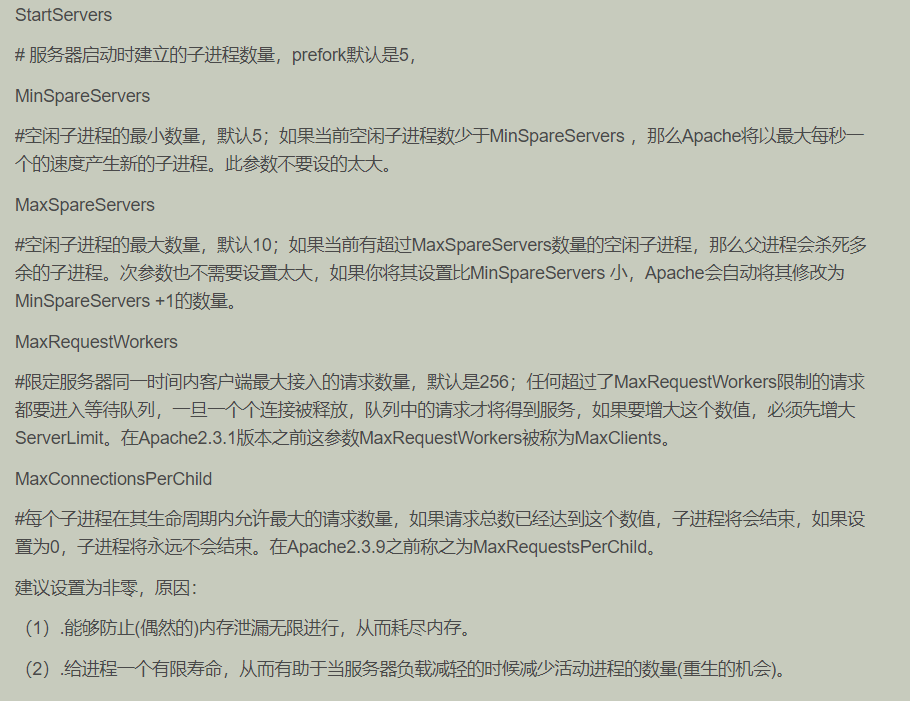 StartServers
# 服务器启动时建立的子进程数量，prefork默认是5，
MinSpareServers
#空闲子进程的最小数量，默认5；如果当前空闲子进程数少于MinSpareServers ，那么Apache将以最大每秒一
个的速度产生新的子进程。此参数不要设的太大。
MaxSpareServers
#空闲子进程的最大数量，默认10；如果当前有超过MaxSpareServers数量的空闲子进程，那么父进程会杀死多
余的子进程。次参数也不需要设置太大，如果你将其设置比MinSpareServers 小，Apache会自动将其修改为
MinSpareServers +1的数量。
MaxRequestWorkers
#限定服务器同一时间内客户端最大接入的请求数量，默认是256；任何超过了MaxRequestWorkers限制的请求
都要进入等待队列，一旦一个个连接被释放，队列中的请求才将得到服务，如果要增大这个数值，必须先增大
ServerLimit。在Apache2.3.1版本之前这参数MaxRequestWorkers被称为MaxClients。
MaxConnectionsPerChild
#每个子进程在其生命周期内允许最大的请求数量，如果请求总数已经达到这个数值，子进程将会结束，如果设
置为0，子进程将永远不会结束。在Apache2.3.9之前称之为MaxRequestsPerChild。
建议设置为非零，原因：
（1）.能够防止(偶然的)内存泄漏无限进行，从而耗尽内存。
（2）.给进程一个有限寿命，从而有助于当服务器负载减轻的时候减少活动进程的数量(重生的机会)。